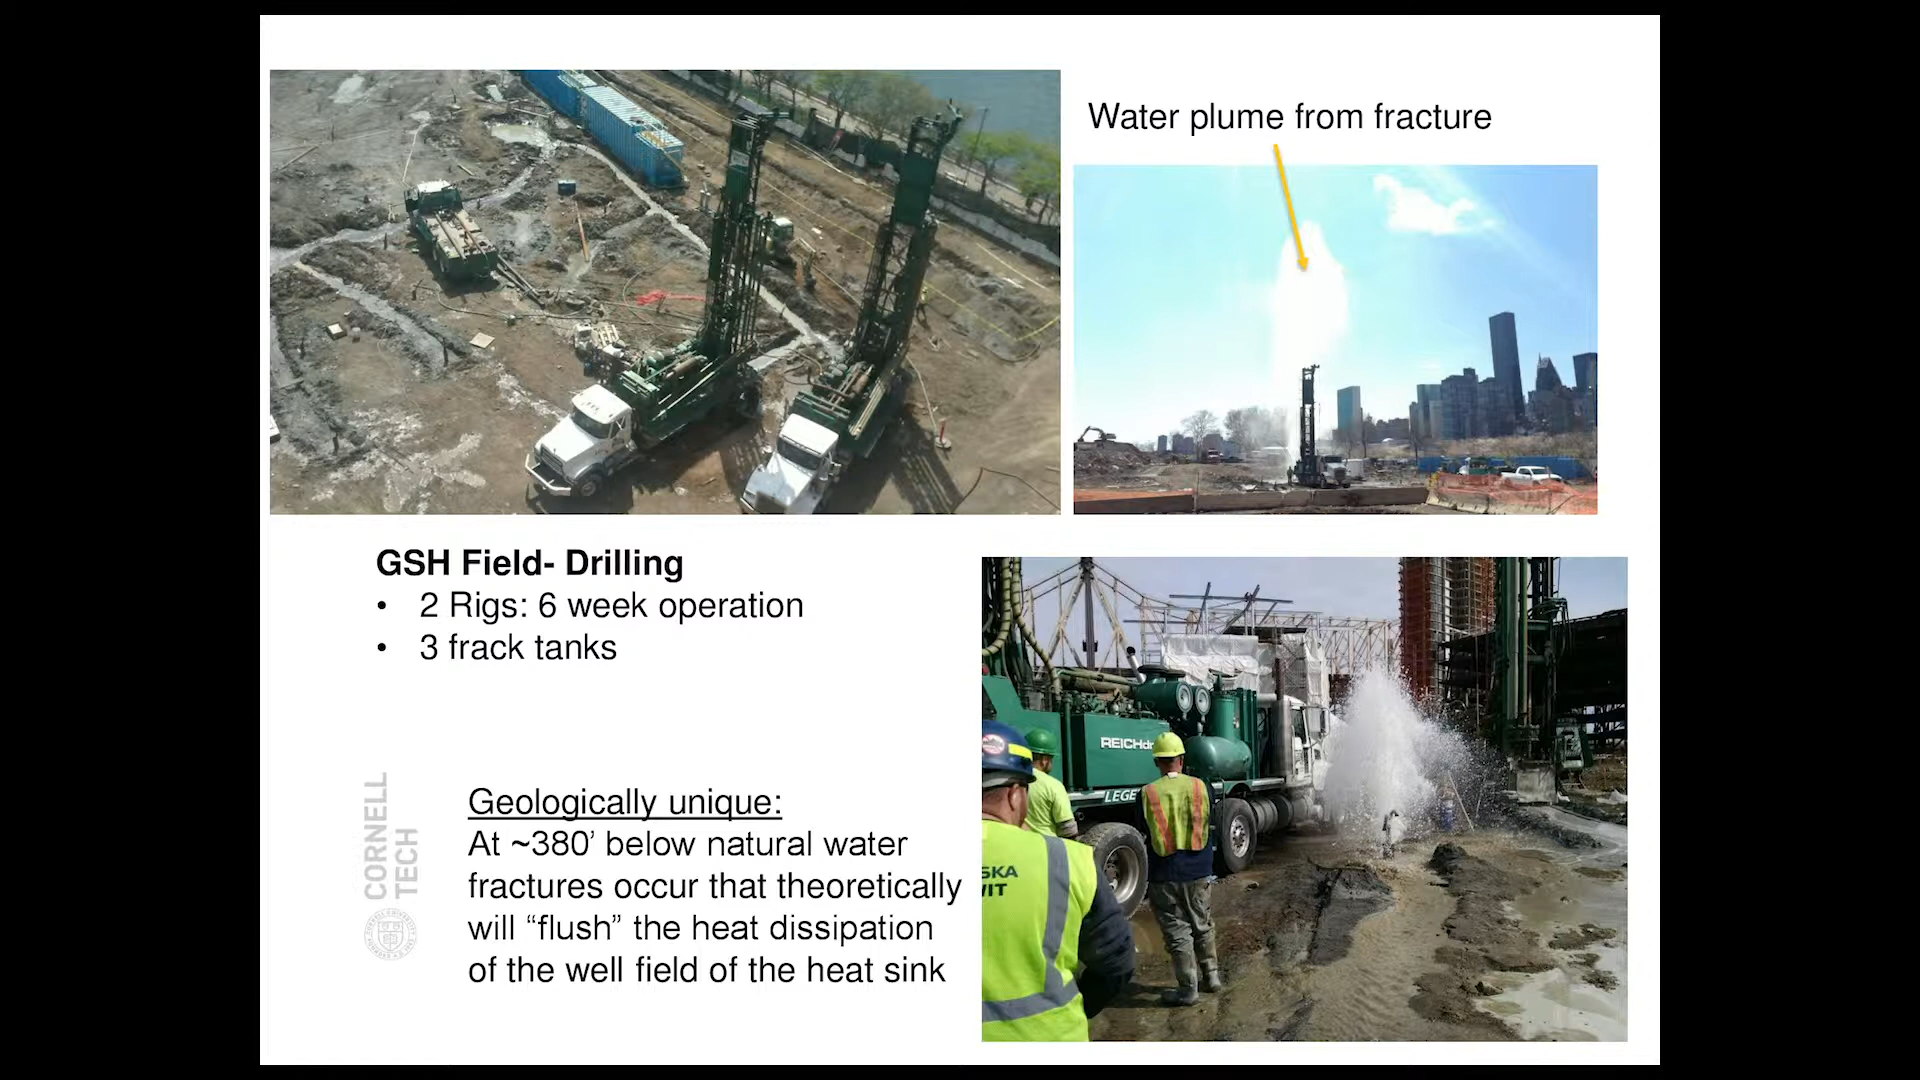 Water plume from fracture
GSH Field- Drilling
• 2 Rigs: 6 week operation
• 3 frack tanks
Geologically unique:
At ~380’ below natural water
fractures occur that theoretically
will “flush” the heat dissipation
of the well field of the heat sink
CORNELL
TECH
REICHdr
LEGE
SKA